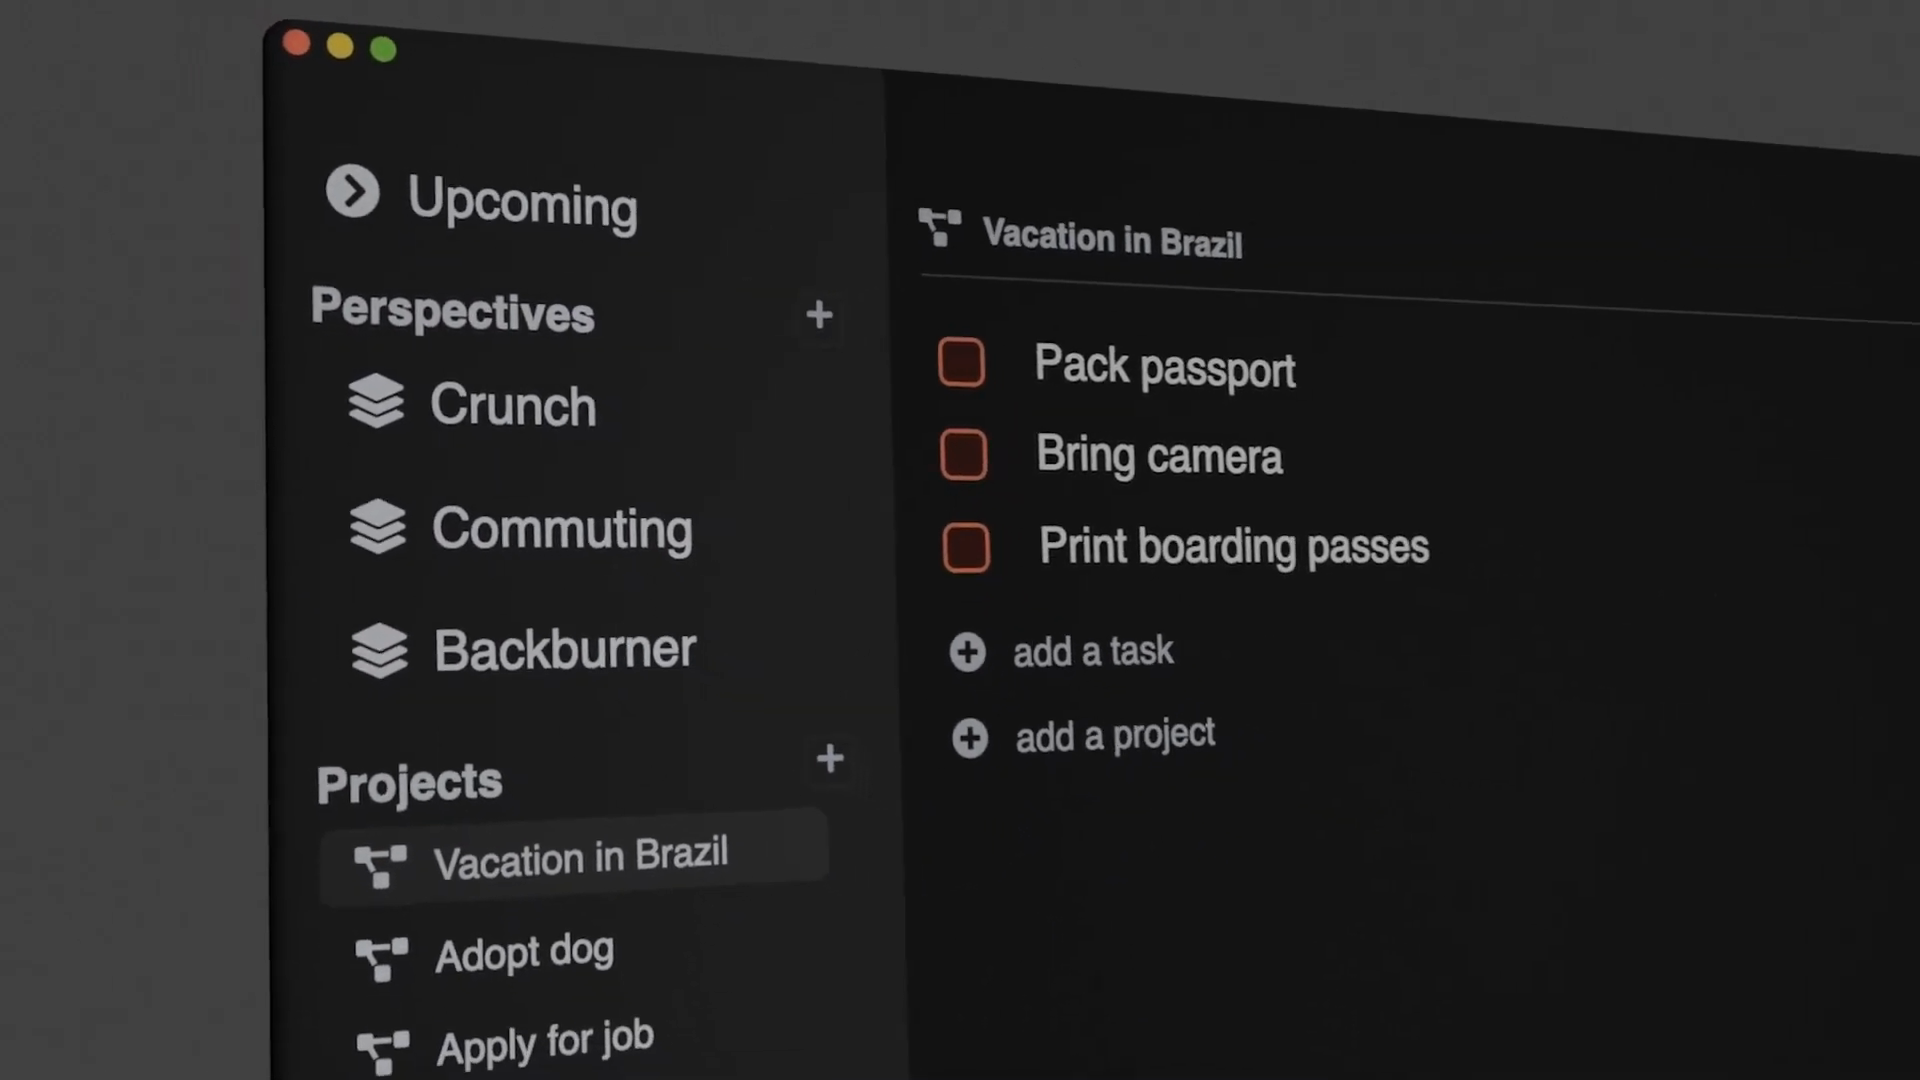 Upcoming
Perspectives
Crunch
Commuting
Backburner
Projects
Vacation in Brazil
Adopt dog
Apply for job
Vacation in Brazil
Pack passport
Bring camera
Print boarding passes
add a task
add a project